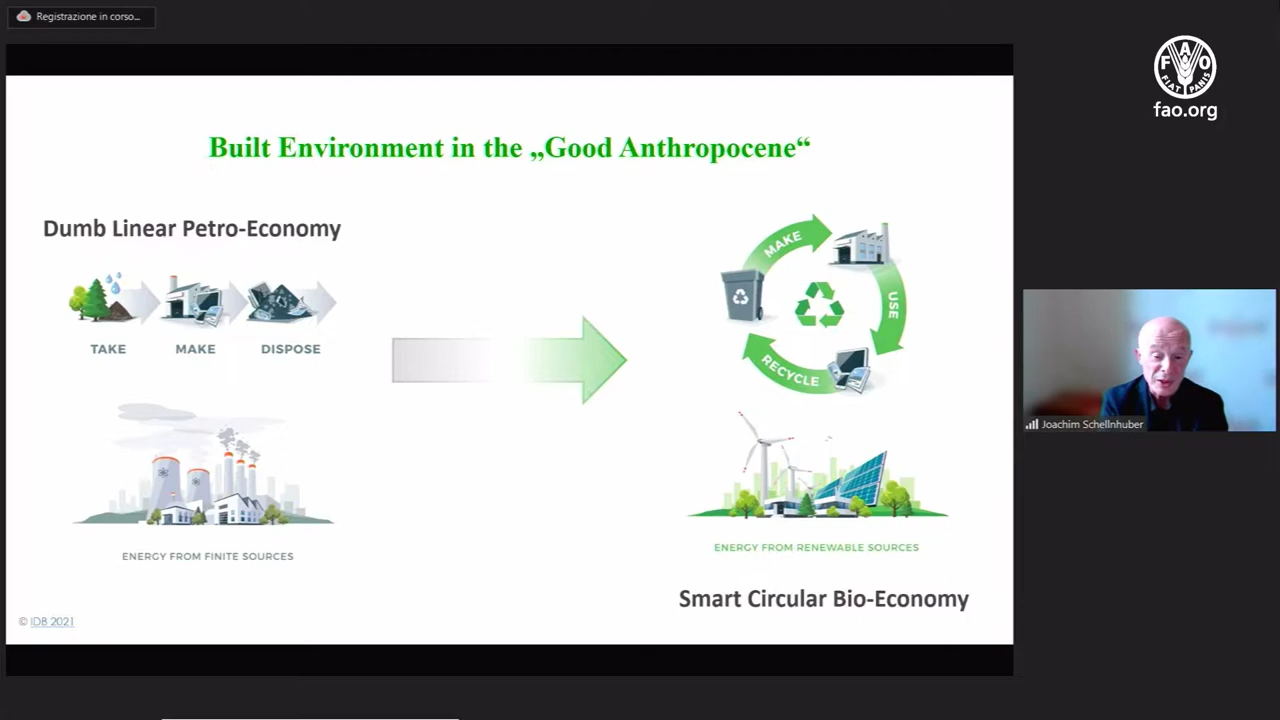 Registrazione in corso...
FAO
FIAT PANIS
fao.org
Built Environment in the „Good Anthropocene“
Dumb Linear Petro-Economy
TAKE
MAKE
DISPOSE
ENERGY FROM FINITE SOURCES
© IDB 2021
MAKE
USE
RECYCLE
ENERGY FROM RENEWABLE SOURCES
Smart Circular Bio-Economy
Joachim Schellnhuber